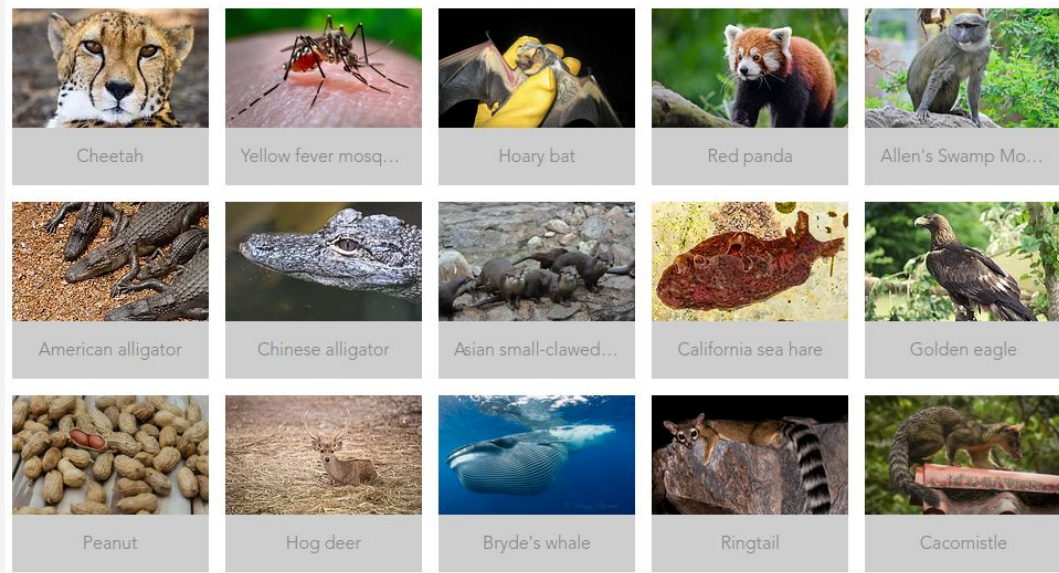 Cheetah
Yellow fever mosq...
Hoary bat
Red panda
Allen's Swamp Mo...
American alligator
Chinese alligator
Asian small-clawed...
California sea hare
Golden eagle
Peanut
Hog deer
Bryde's whale
Ringtail
Cacomistle